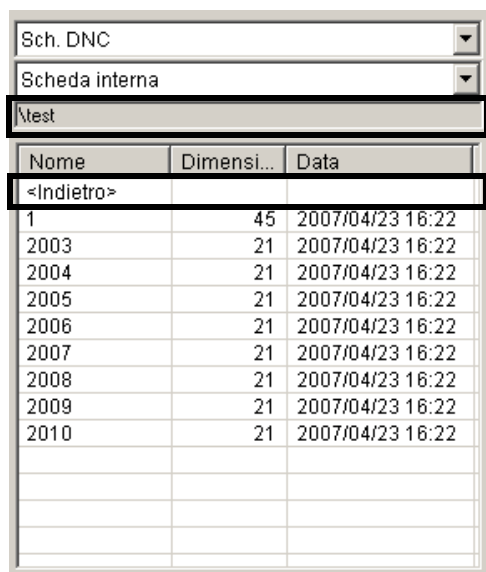 Sch. DNC
Scheda interna
\test
Nome Dimensi... Data
<Indietro>
1 45 2007/04/23 16:22
2003 21 2007/04/23 16:22
2004 21 2007/04/23 16:22
2005 21 2007/04/23 16:22
2006 21 2007/04/23 16:22
2007 21 2007/04/23 16:22
2008 21 2007/04/23 16:22
2009 21 2007/04/23 16:22
2010 21 2007/04/23 16:22